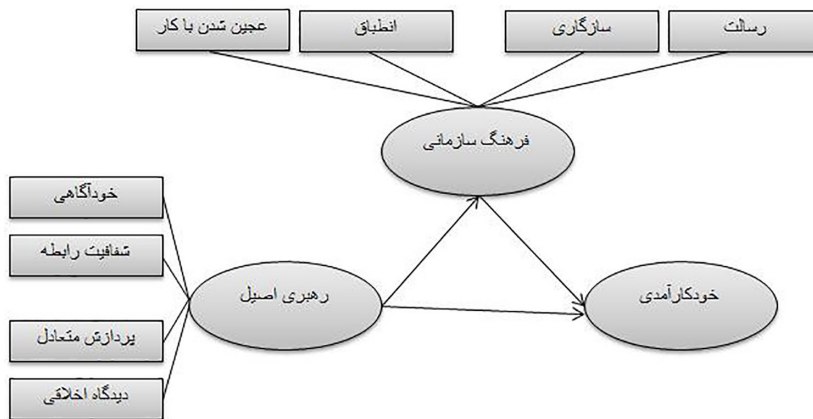 رسالت
سازگاری
انطباق
عجین شدن با کار
فرهنگ سازمانی
خودآگاهی
شفافیت رابطه
رهبری اصیل
خودکارآمدی
پردازش متعادل
دیدگاه اخلاقی